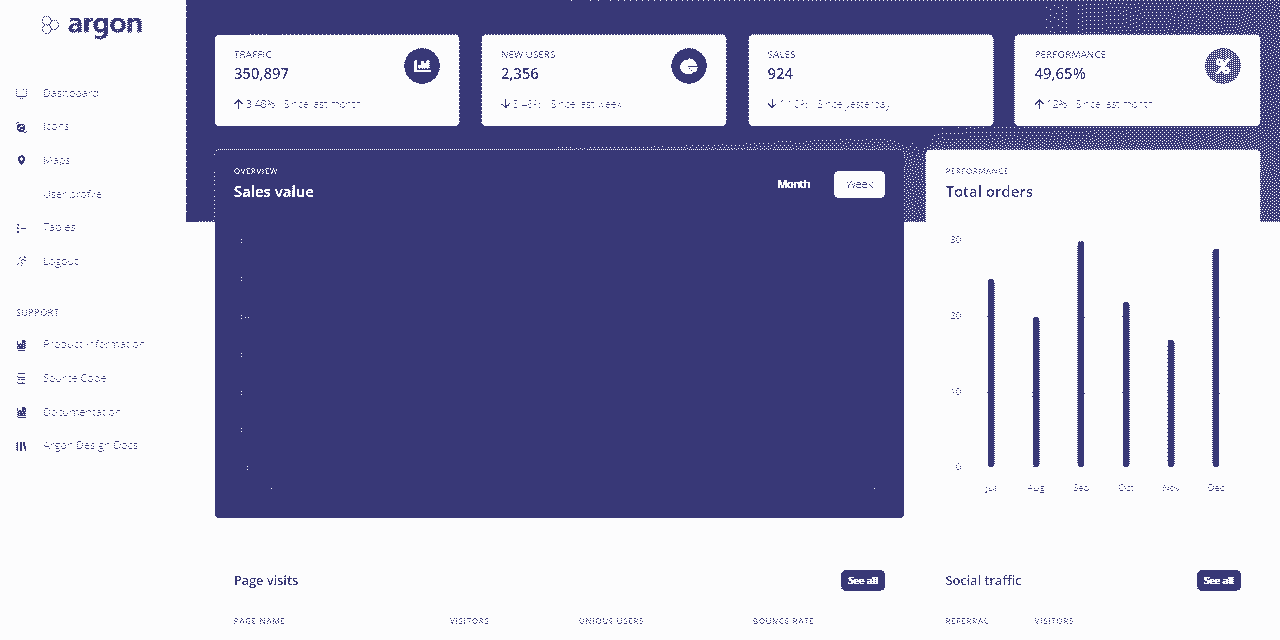 argon
Dashboard
Icons
Maps
User profile
Tables
Logout
SUPPORT
Product Information
Source Code
Documentation
Argon Design Docs
TRAFFIC
350,897
3.48% Since last month
NEW USERS
2,356
3.48% Since last week
SALES
924
1.10% Since yesterday
PERFORMANCE
49,65%
12% Since last month
OVERVIEW
Sales value
Month
Week
PERFORMANCE
Total orders
30
20
10
0
Jul Aug Sep Oct Nov Dec
Page visits
See all
PAGE NAME VISITORS UNIQUE USERS BOUNCE RATE
Social traffic
See all
REFERRAL VISITORS